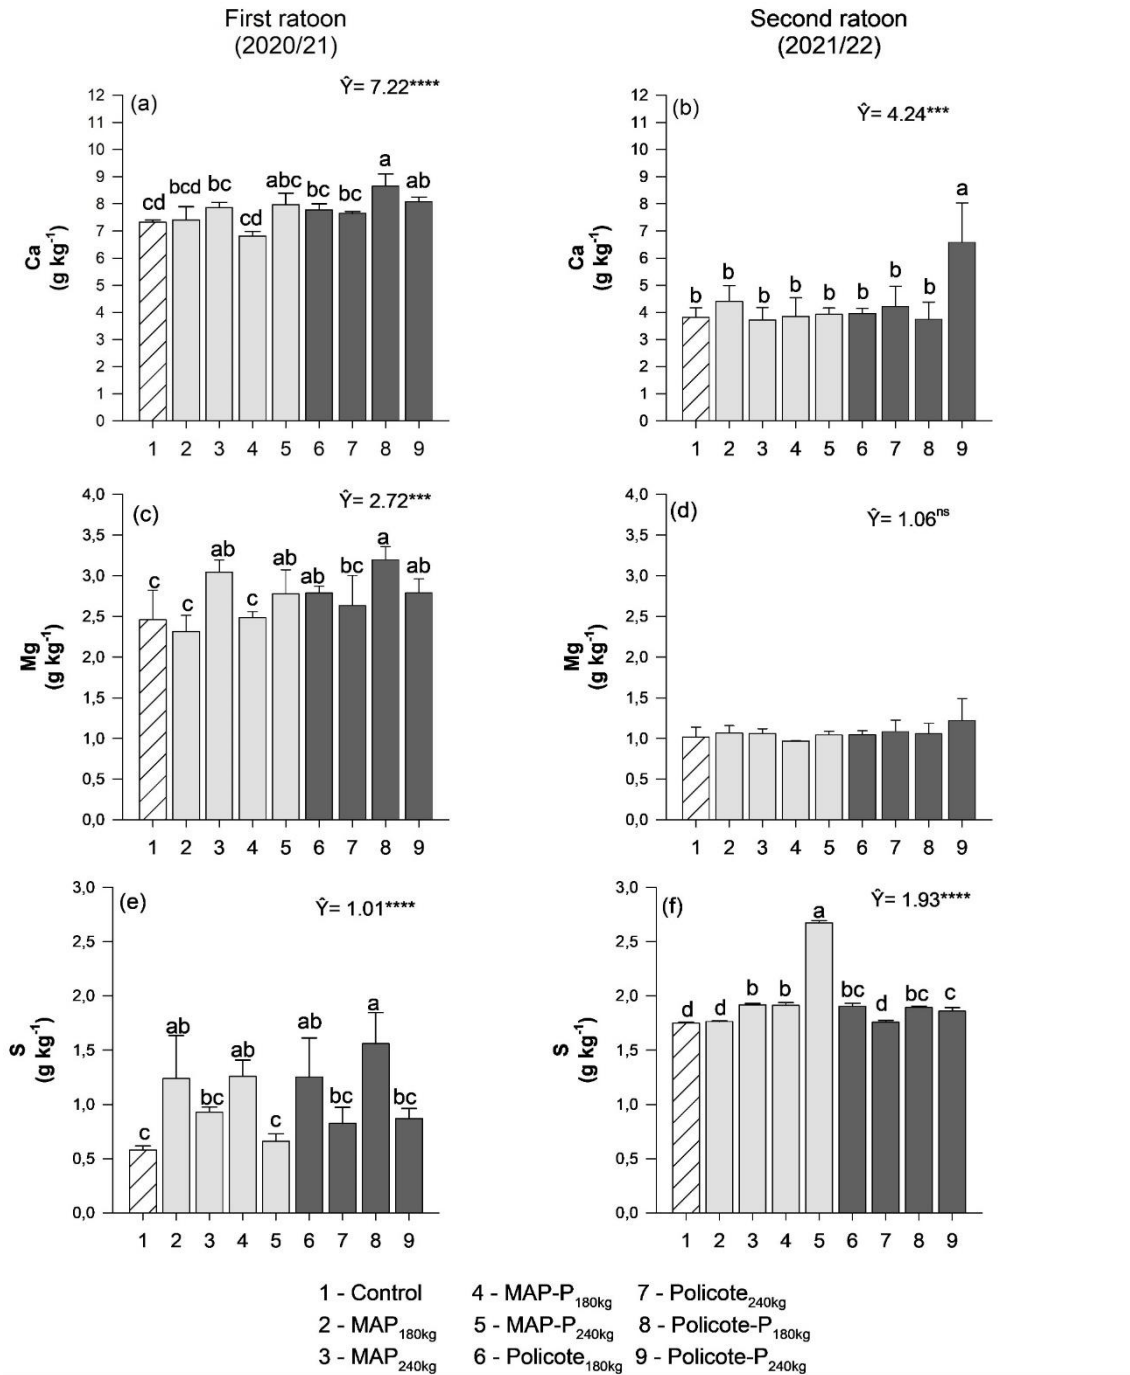 First ratoon
(2020/21)
Second ratoon
(2021/22)
(a)
Ŷ= 7.22****
Ca
(g kg⁻¹)
12
11
10
9
8
7
6
5
4
3
2
1
0
cd bcd bc cd abc bc bc a ab
1 2 3 4 5 6 7 8 9
(b)
Ŷ= 4.24***
Ca
(g kg⁻¹)
12
11
10
9
8
7
6
5
4
3
2
1
0
b b b b b b b b a
1 2 3 4 5 6 7 8 9
(c)
Ŷ= 2.72***
Mg
(g kg⁻¹)
4,0
3,5
3,0
2,5
2,0
1,5
1,0
0,5
0,0
c c ab c ab ab bc a ab
1 2 3 4 5 6 7 8 9
(d)
Ŷ= 1.06ⁿˢ
Mg
(g kg⁻¹)
4,0
3,5
3,0
2,5
2,0
1,5
1,0
0,5
0,0
1 2 3 4 5 6 7 8 9
(e)
Ŷ= 1.01****
S
(g kg⁻¹)
3,0
2,5
2,0
1,5
1,0
0,5
0,0
c ab bc ab c ab bc a bc
1 2 3 4 5 6 7 8 9
(f)
Ŷ= 1.93****
S
(g kg⁻¹)
3,0
2,5
2,0
1,5
1,0
0,5
0,0
d d b b a bc d bc c
1 2 3 4 5 6 7 8 9
1 - Control 4 - MAP-P180kg 7 - Policote240kg
2 - MAP180kg 5 - MAP-P240kg 8 - Policote-P180kg
3 - MAP240kg 6 - Policote180kg 9 - Policote-P240kg